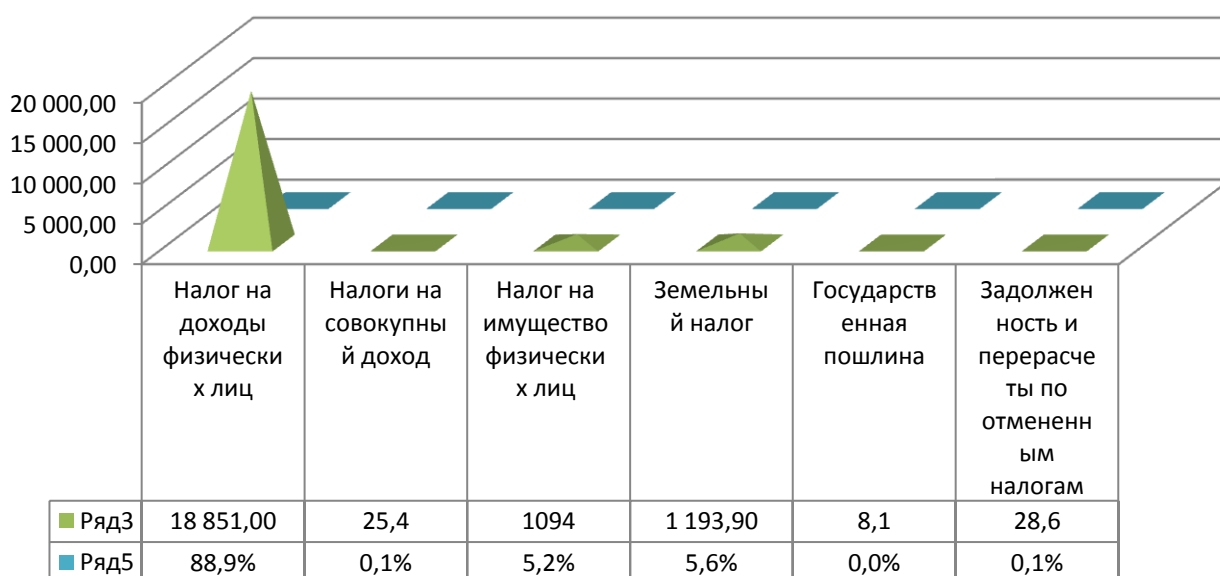 20 000,00
15 000,00
10 000,00
5 000,00
0,00
Налог на
доходы
физически
х лиц
Налоги на
совокупны
й доход
Налог на
имущество
физически
х лиц
Земельны
й налог
Государств
енная
пошлина
Задолжен
ность и
перерасче
ты по
отмененн
ым
налогам
Ряд3 18 851,00 25,4 1094 1 193,90 8,1 28,6
Ряд5 88,9% 0,1% 5,2% 5,6% 0,0% 0,1%